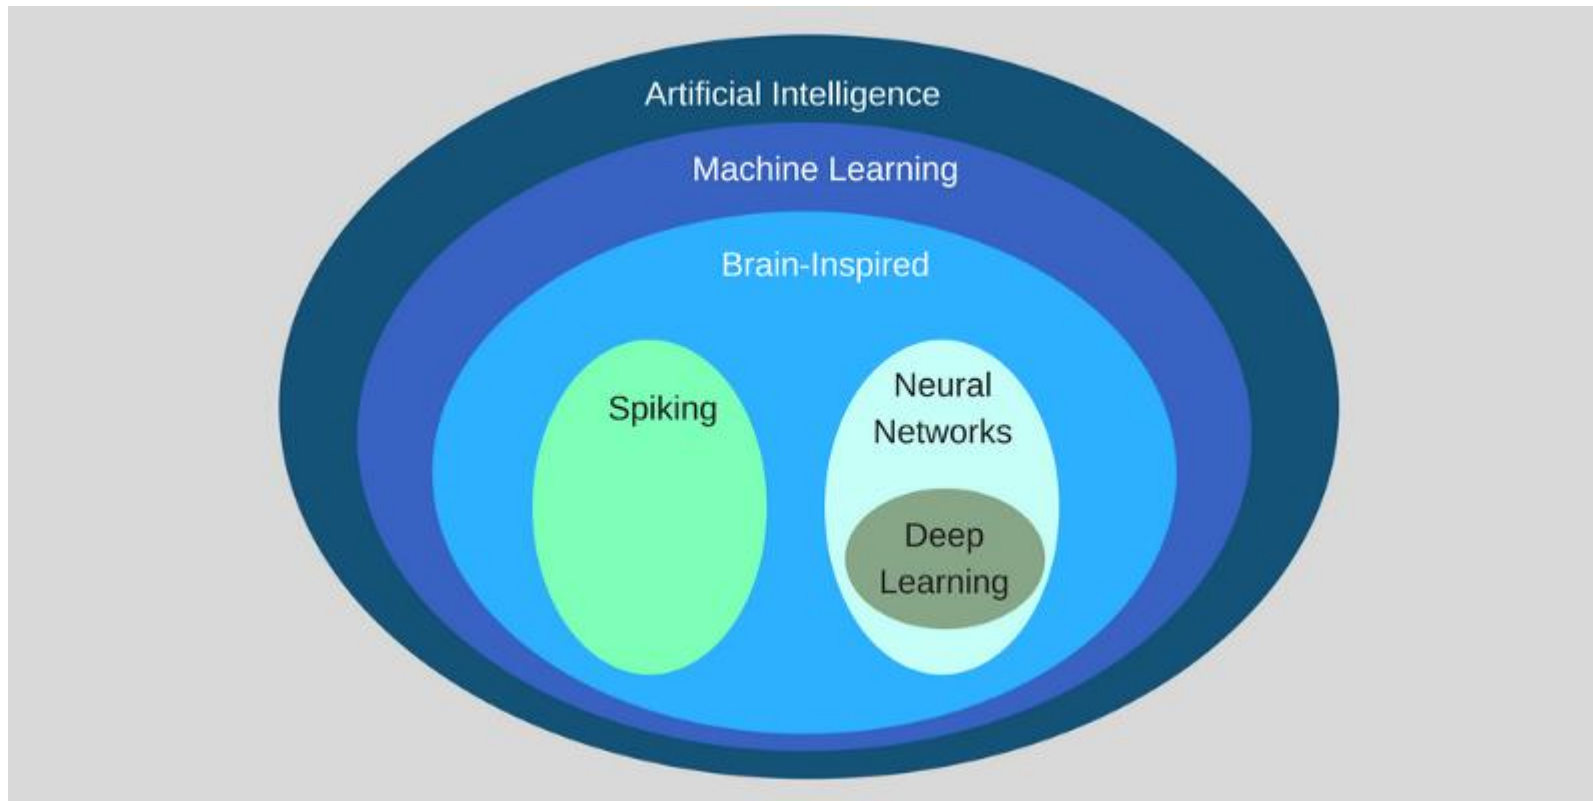 Artificial Intelligence
Machine Learning
Brain-Inspired
Spiking
Neural
Networks
Deep
Learning